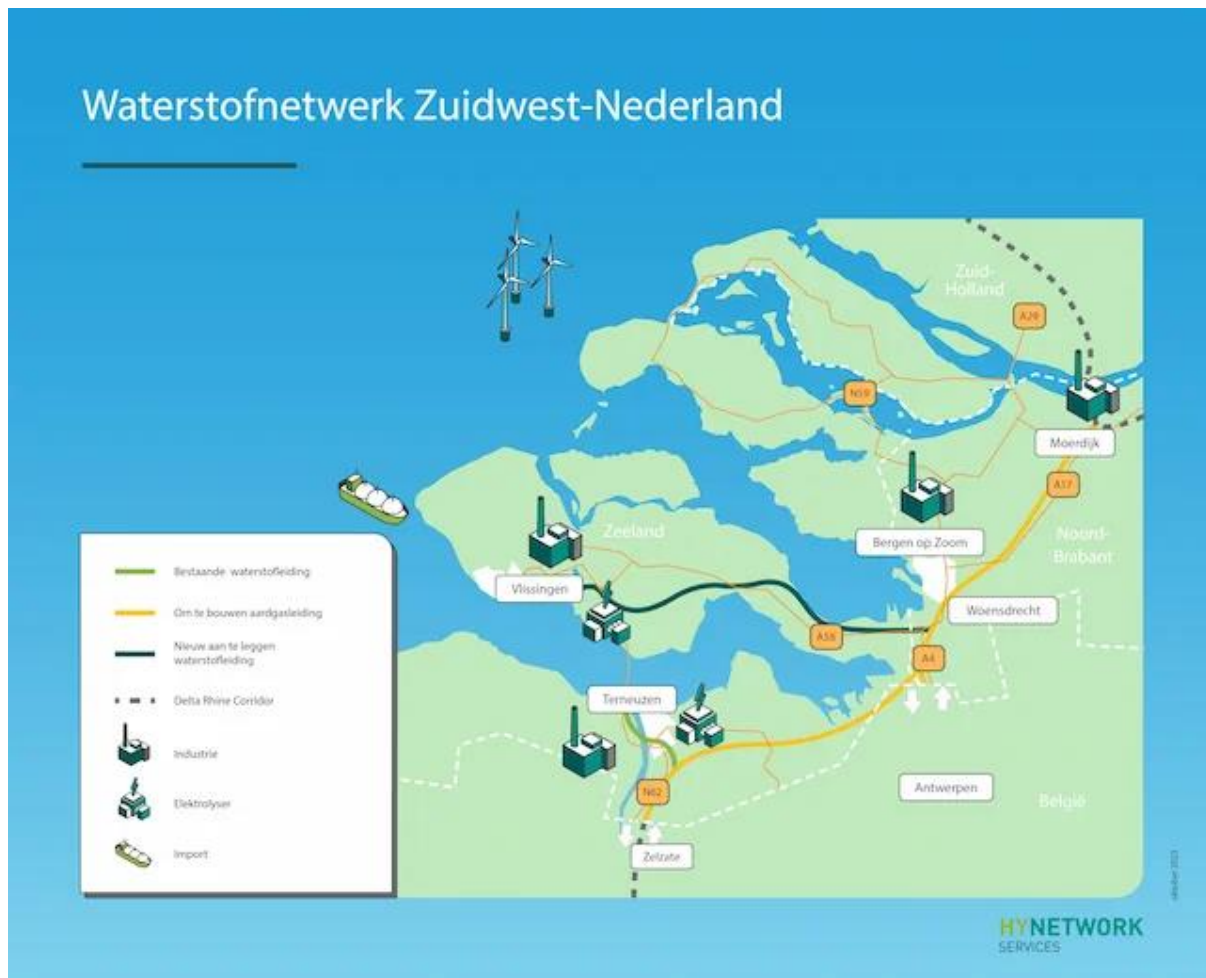 Waterstofnetwerk Zuidwest-Nederland
Zuid-
Holland
A29
N59
Moerdijk
A17
Zeeland
Bergen op Zoom
Noord-
Brabant
Vlissingen
Woensdrecht
A58
A4
Terneuzen
N62
Antwerpen
België
Zelzate
Bestaande waterstofleiding
Om te bouwen aardgasleiding
Nieuw aan te leggen
waterstofleiding
Delta Rhine Corridor
Industrie
Elektrolyser
Import
oktober 2023
HYNETWORK
SERVICES